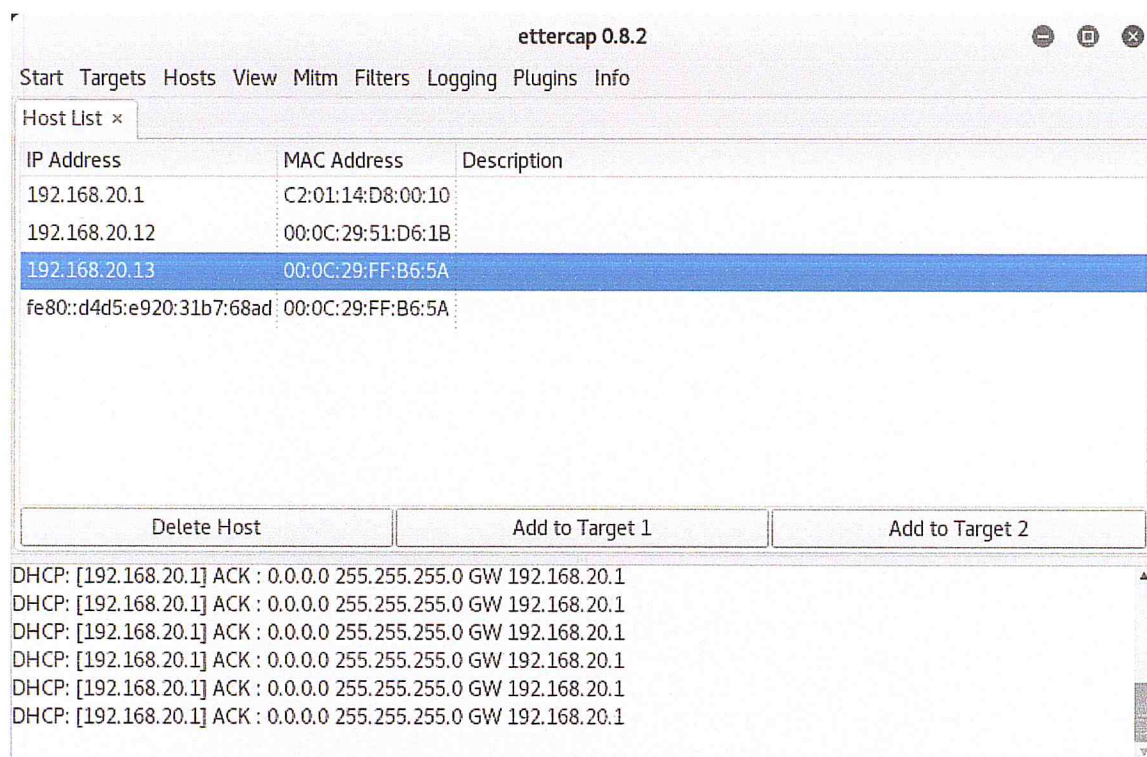 ettercap 0.8.2
Start Targets Hosts View Mitm Filters Logging Plugins Info
Host List ×
IP Address MAC Address Description
192.168.20.1 C2:01:14:D8:00:10
192.168.20.12 00:0C:29:51:D6:1B
192.168.20.13 00:0C:29:FF:B6:5A
fe80::d4d5:e920:31b7:68ad 00:0C:29:FF:B6:5A
Delete Host Add to Target 1 Add to Target 2
DHCP: [192.168.20.1] ACK : 0.0.0.0 255.255.255.0 GW 192.168.20.1
DHCP: [192.168.20.1] ACK : 0.0.0.0 255.255.255.0 GW 192.168.20.1
DHCP: [192.168.20.1] ACK : 0.0.0.0 255.255.255.0 GW 192.168.20.1
DHCP: [192.168.20.1] ACK : 0.0.0.0 255.255.255.0 GW 192.168.20.1
DHCP: [192.168.20.1] ACK : 0.0.0.0 255.255.255.0 GW 192.168.20.1
DHCP: [192.168.20.1] ACK : 0.0.0.0 255.255.255.0 GW 192.168.20.1